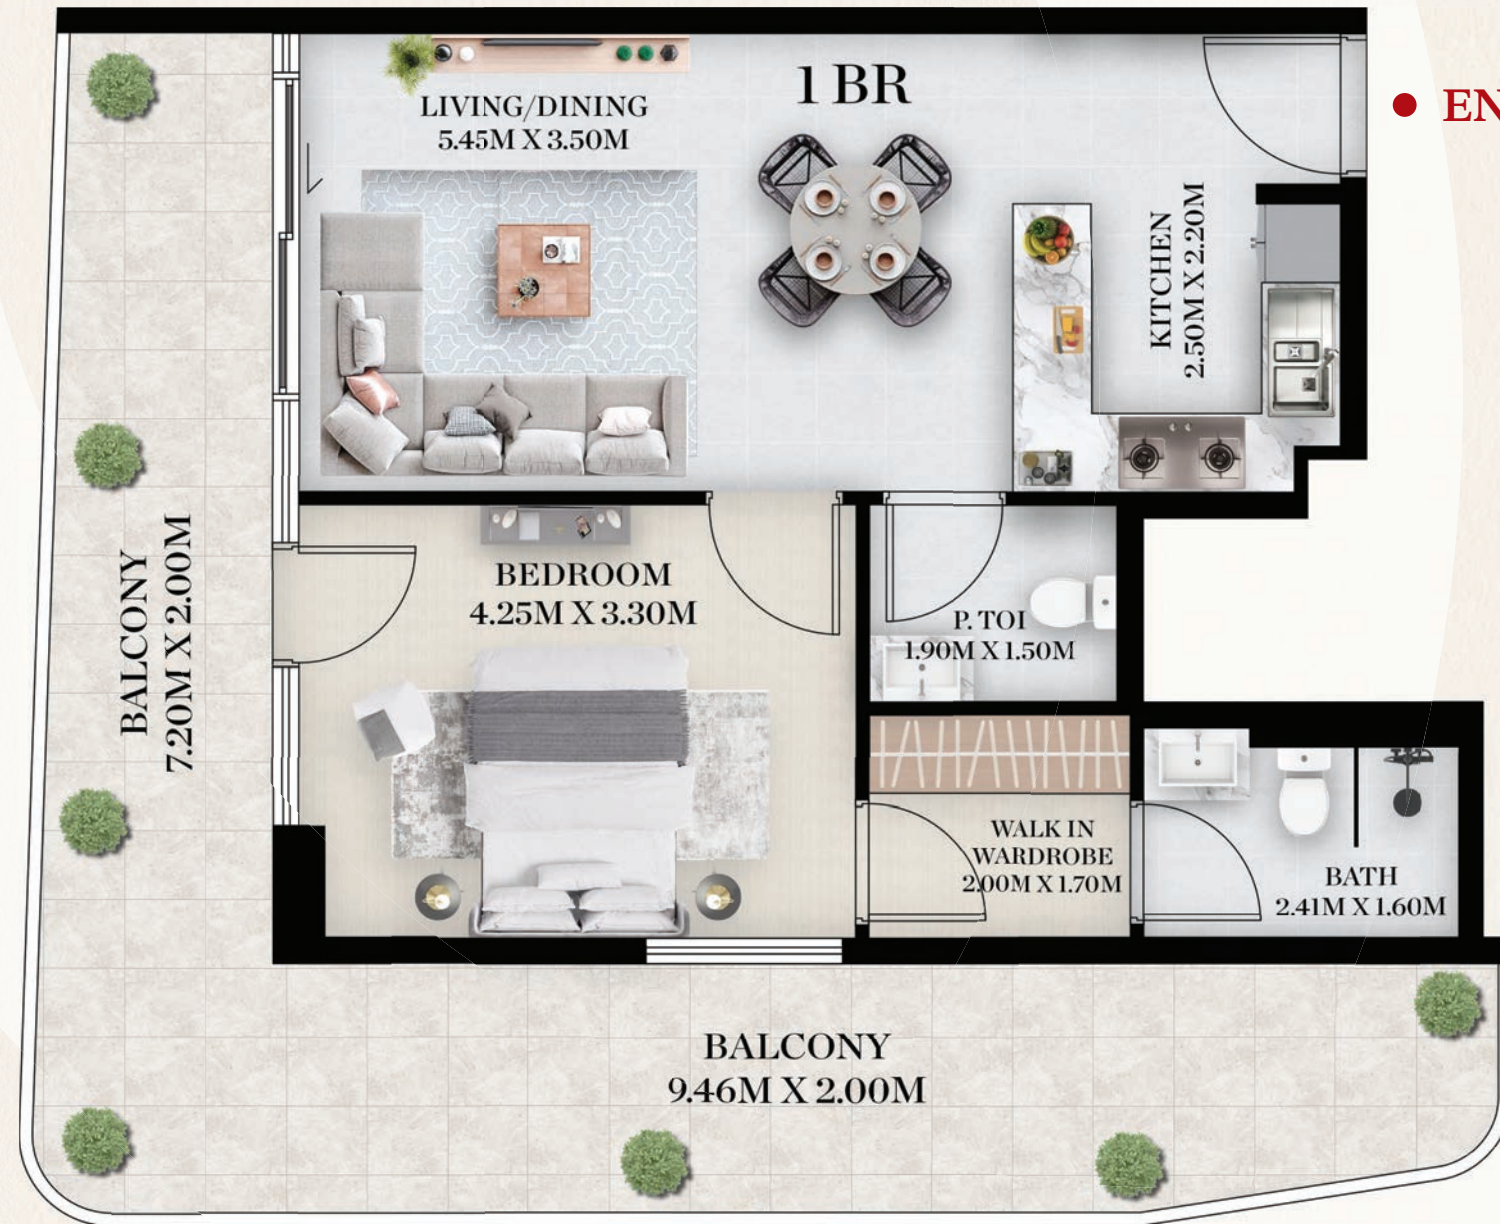 1 BR
• EN
LIVING/DINING
5.45M X 3.50M
KITCHEN
2.50M X 2.20M
BEDROOM
4.25M X 3.30M
P. TOI
1.90M X 1.50M
BALCONY
7.20M X 2.00M
WALK IN
WARDROBE
2.00M X 1.70M
BATH
2.41M X 1.60M
BALCONY
9.46M X 2.00M